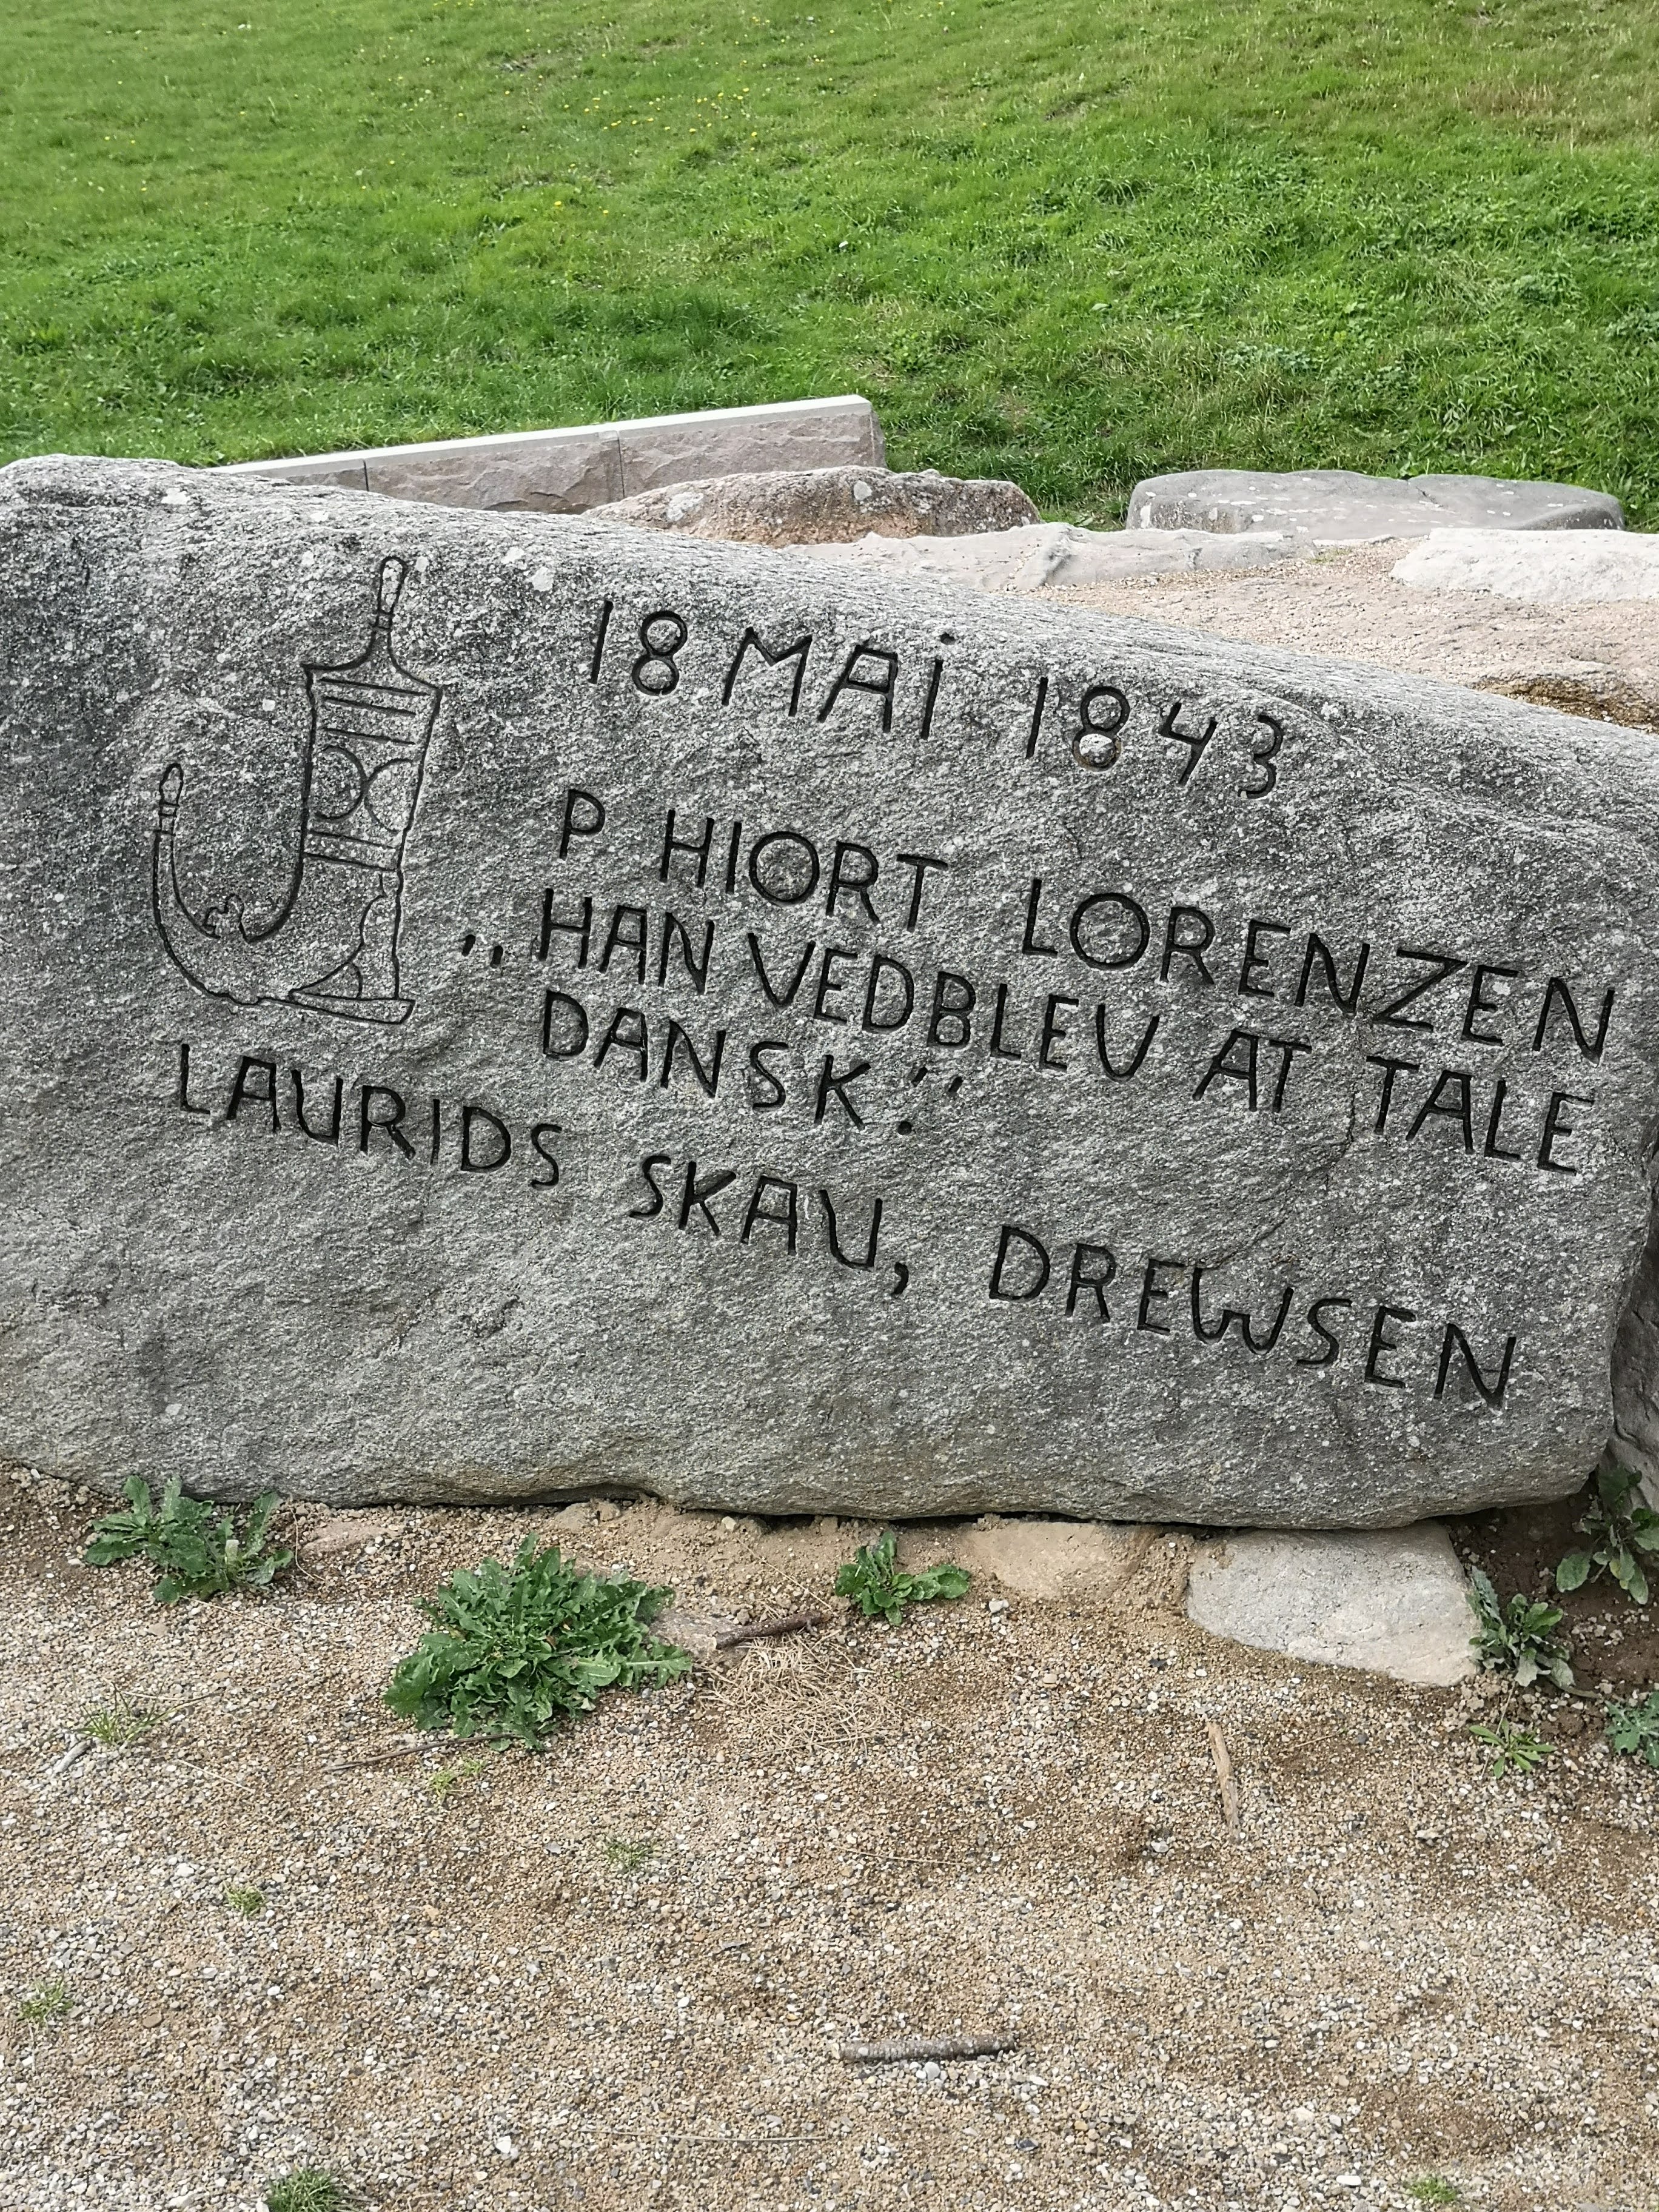 18 MAi 1843
P HIORT LORENZEN
„HAN VEDBLEV AT TALE
DANSK.“
LAURIDS SKAU, DREWSEN